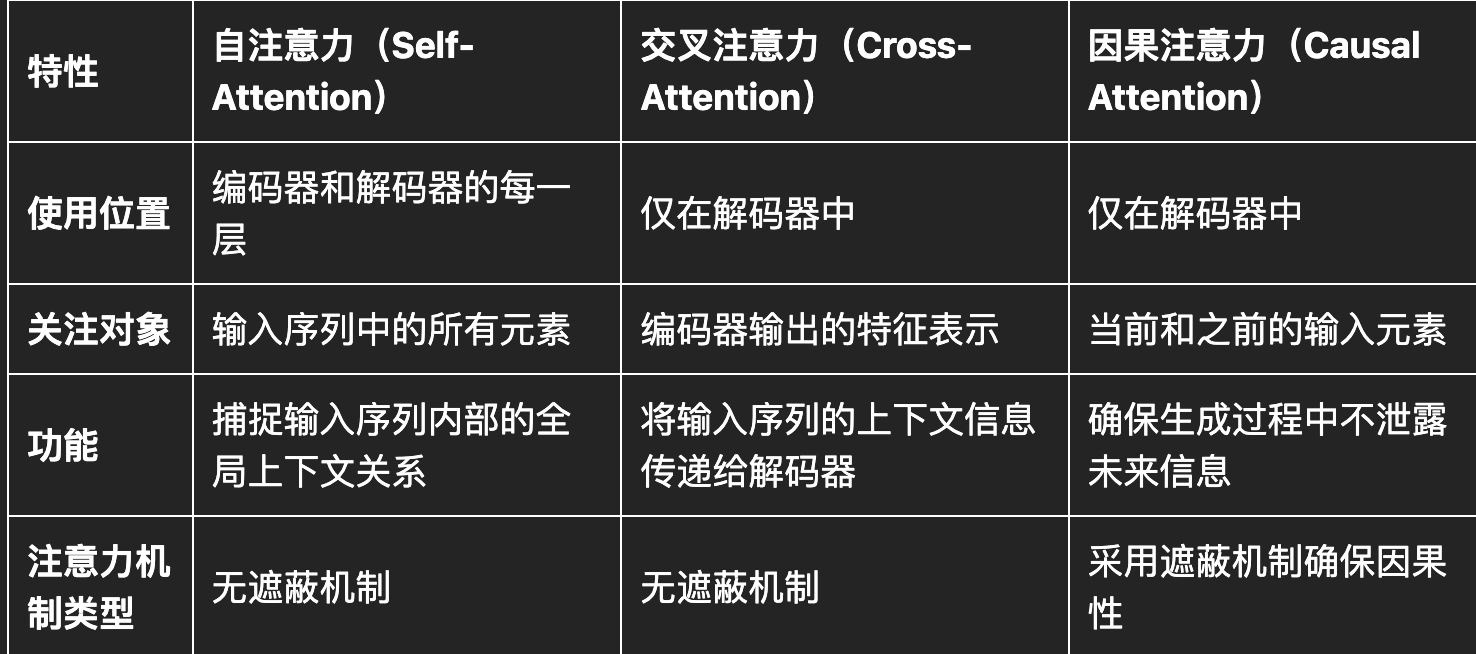 特性
自注意力（Self-
Attention）
交叉注意力（Cross-
Attention）
因果注意力（Causal
Attention）
使用位置
编码器和解码器的每一
层
仅在解码器中
仅在解码器中
关注对象
输入序列中的所有元素
编码器输出的特征表示
当前和之前的输入元素
功能
捕捉输入序列内部的全
局上下文关系
将输入序列的上下文信息
传递给解码器
确保生成过程中不泄露
未来信息
注意力机
制类型
无遮蔽机制
无遮蔽机制
采用遮蔽机制确保因果
性